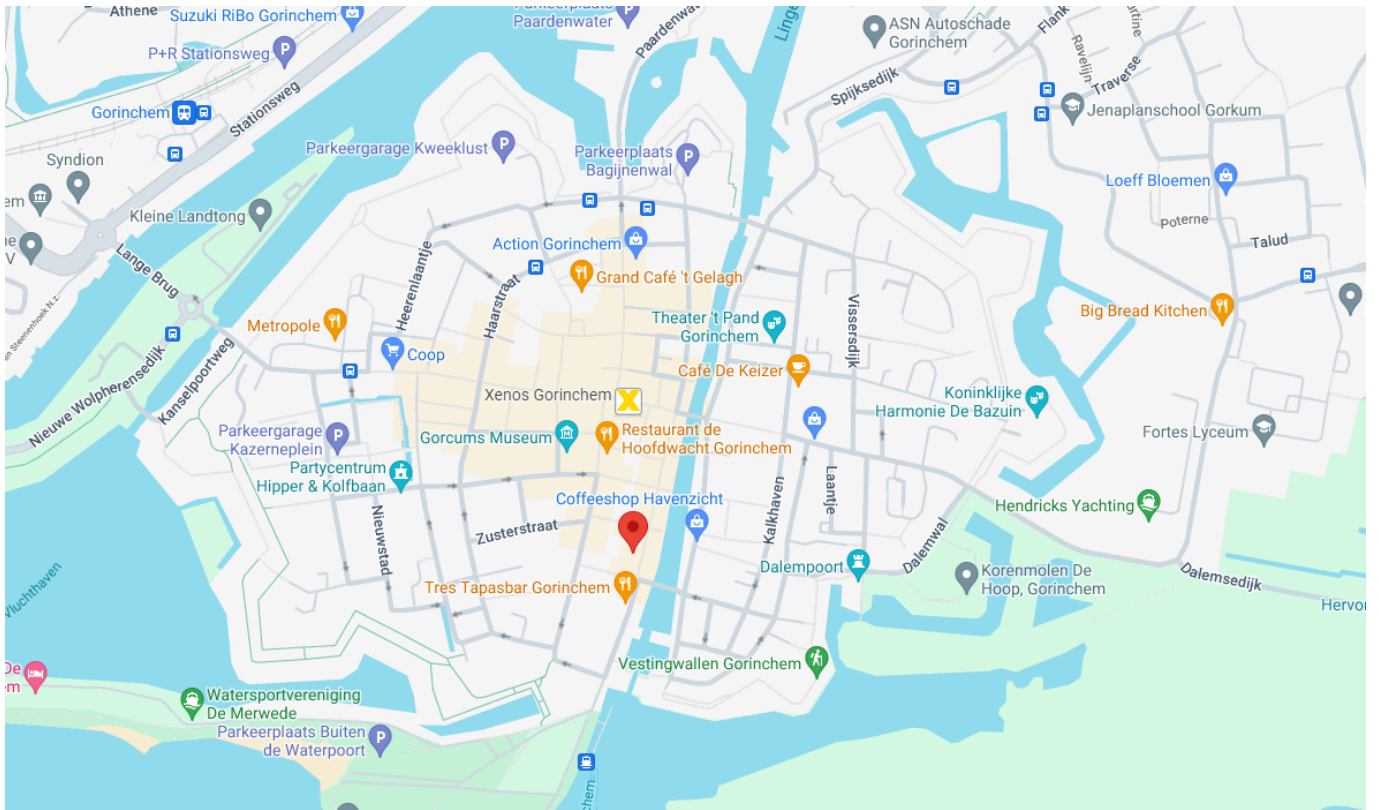 Athene
Suzuki RiBo Gorinchem
Parkeerplaats
Paardenwater
Paardenwater
Linge
ASN Autoschade
Gorinchem
Flank
Ravelijn
Traverse
P+R Stationsweg
Stationsweg
Gorinchem
Spijksedijk
Jenaplanschool Gorkum
Syndion
Parkeergarage Kweeklust
Parkeerplaats
Bagijnenwal
Loeff Bloemen
Kleine Landtong
Poterne
Talud
Lange Brug
Heerenlaantje
Action Gorinchem
Haarstraat
Grand Café 't Gelagh
Vissersdijk
Metropole
Theater 't Pand
Gorinchem
Big Bread Kitchen
Nieuwe Wolpherensedijk
Kanselpoortweg
Coop
Café De Keizer
Xenos Gorinchem
Koninklijke
Harmonie De Bazuin
Parkeergarage
Kazerneplein
Gorcums Museum
Restaurant de
Hoofdwacht Gorinchem
Fortes Lyceum
Partycentrum
Hipper & Kolfbaan
Coffeeshop Havenzicht
Kalkhaven
Laantje
Hendricks Yachting
Nieuwstad
Zusterstraat
Dalemwal
Vluchthaven
Tres Tapasbar Gorinchem
Dalempoort
Korenmolen De
Hoop, Gorinchem
Dalemsedijk
Vestingwallen Gorinchem
De
Watersportvereniging
De Merwede
Parkeerplaats Buiten
de Waterpoort